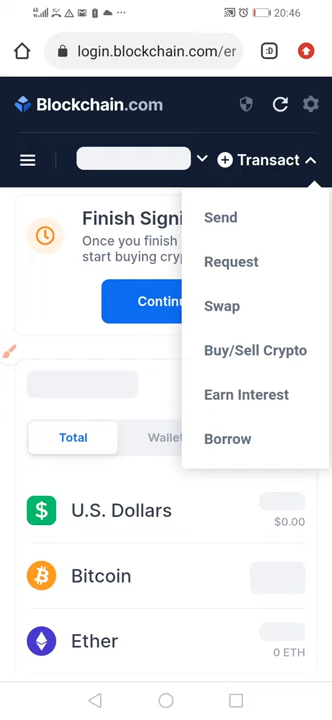 20:46
login.blockchain.com/er
:D
Blockchain.com
Transact
Finish Signi
Once you finish
start buying cryp
Continu
Send
Request
Swap
Buy/Sell Crypto
Earn Interest
Borrow
Total
Walle
U.S. Dollars
$0.00
Bitcoin
Ether
0 ETH